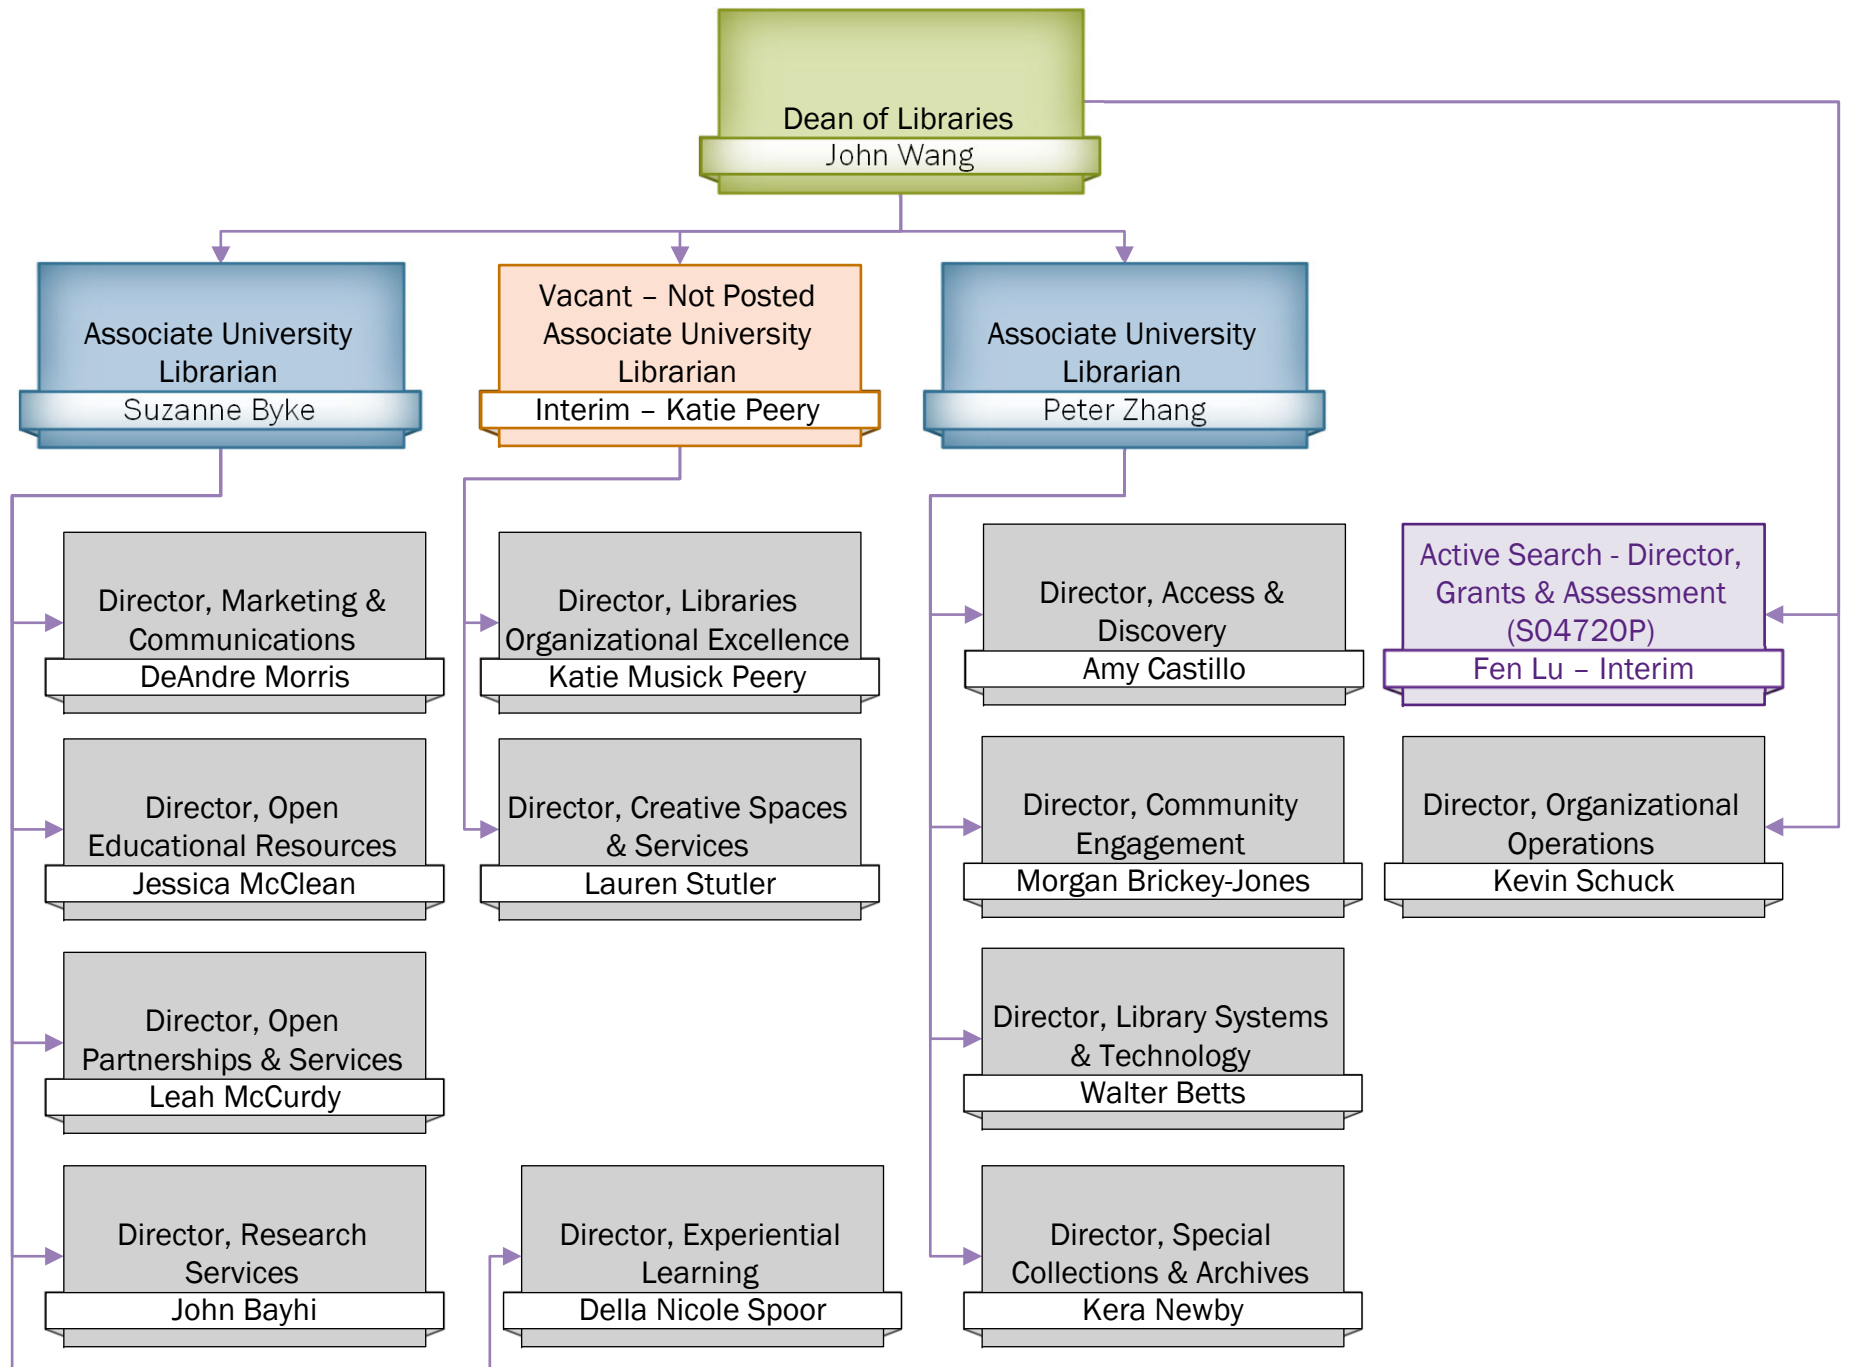 Dean of Libraries
John Wang
Associate University
Librarian
Suzanne Byke
Vacant – Not Posted
Associate University
Librarian
Interim – Katie Peery
Associate University
Librarian
Peter Zhang
Director, Marketing &
Communications
DeAndre Morris
Director, Libraries
Organizational Excellence
Katie Musick Peery
Director, Access &
Discovery
Amy Castillo
Active Search - Director,
Grants & Assessment
(S04720P)
Fen Lu – Interim
Director, Open
Educational Resources
Jessica McClean
Director, Creative Spaces
& Services
Lauren Stutler
Director, Community
Engagement
Morgan Brickey-Jones
Director, Organizational
Operations
Kevin Schuck
Director, Open
Partnerships & Services
Leah McCurdy
Director, Library Systems
& Technology
Walter Betts
Director, Research
Services
John Bayhi
Director, Experiential
Learning
Della Nicole Spoor
Director, Special
Collections & Archives
Kera Newby